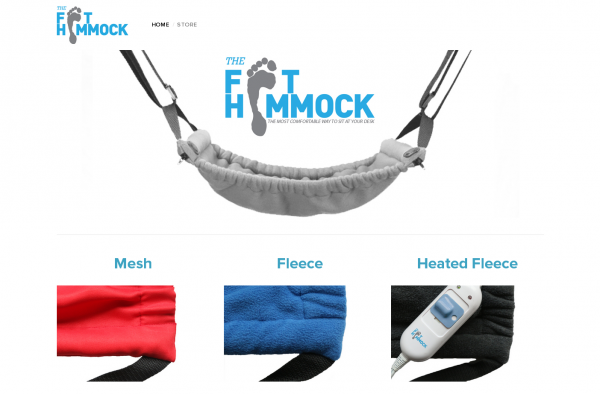 THE
F T
H MMOCK
HOME STORE
THE
F T
H MMOCK
THE MOST COMFORTABLE WAY TO SIT AT YOUR DESK
Mesh Fleece Heated Fleece
F T
H MMOCK